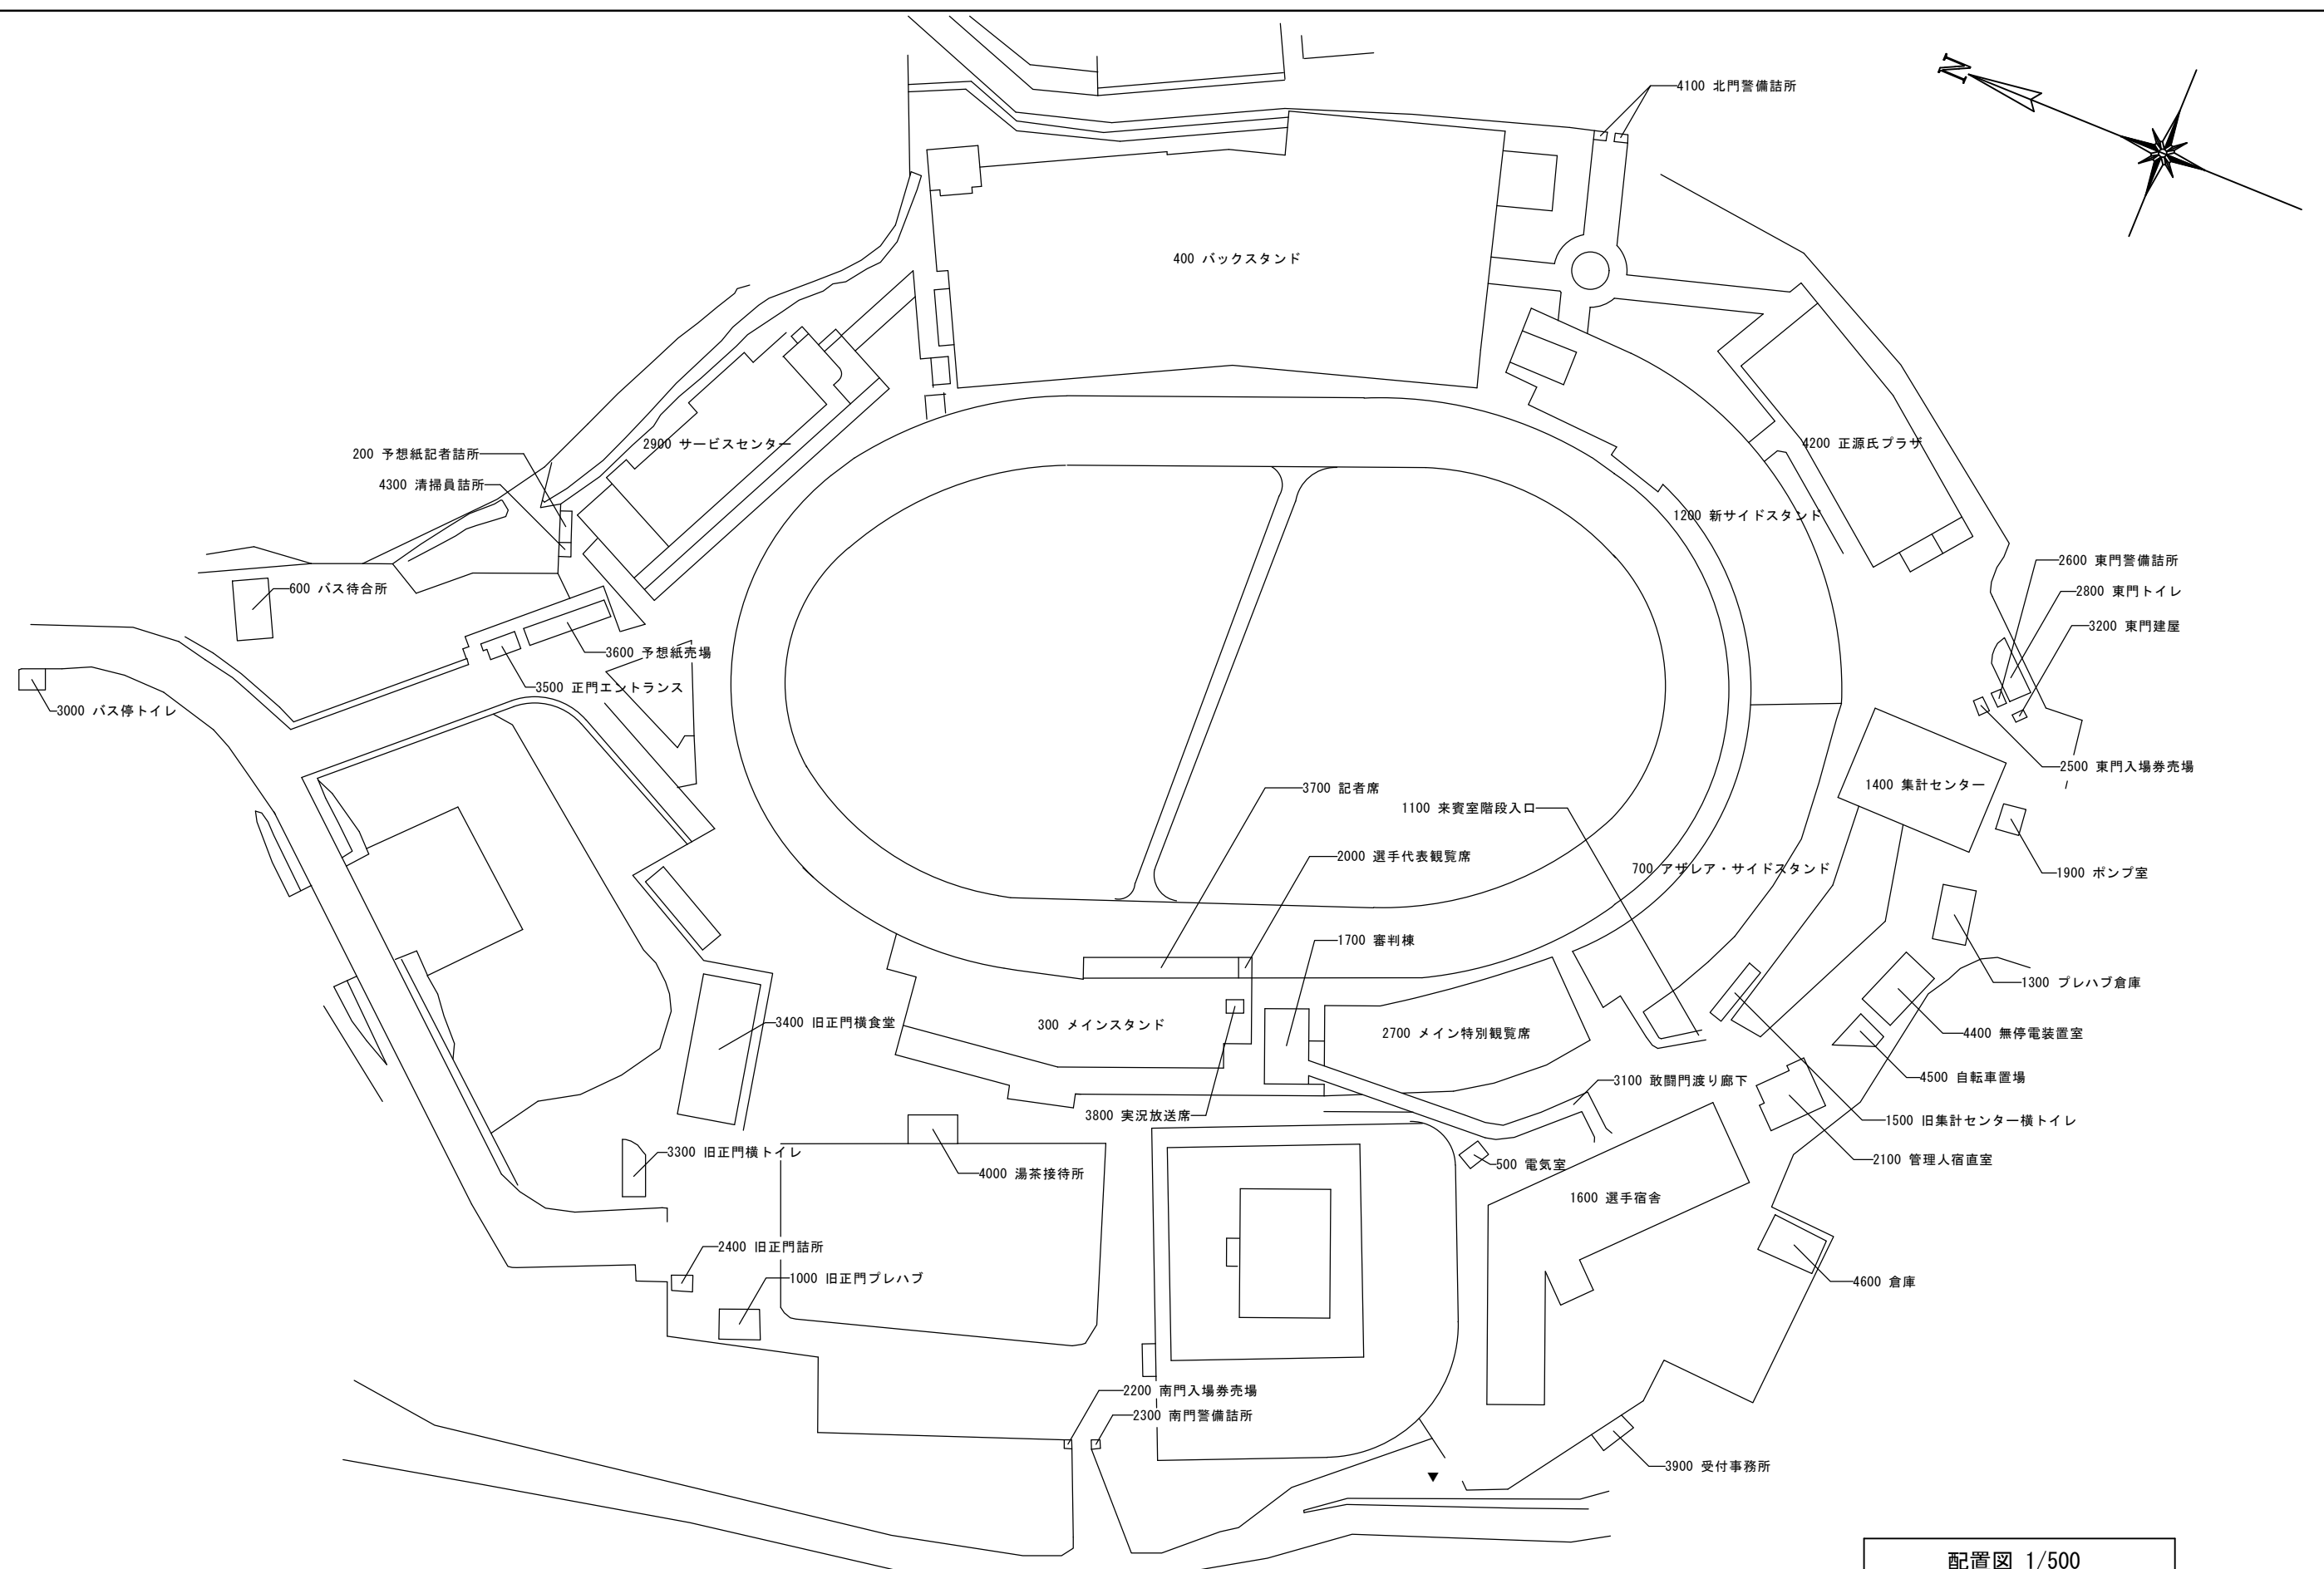 N
4100 北門警備詰所
400 バックスタンド
2900 サービスセンター
4200 正源氏プラザ
200 予想紙記者詰所
4300 清掃員詰所
1200 新サイドスタンド
2600 東門警備詰所
600 バス待合所
2800 東門トイレ
3200 東門建屋
3600 予想紙売場
3500 正門エントランス
3000 バス停トイレ
2500 東門入場券売場
3700 記者席
1400 集計センター
1100 来賓室階段入口
2000 選手代表観覧席
700 アザレア・サイドスタンド
1900 ポンプ室
1700 審判棟
1300 プレハブ倉庫
3400 旧正門横食堂
300 メインスタンド
2700 メイン特別観覧席
4400 無停電装置室
4500 自転車置場
3100 敢闘門渡り廊下
3800 実況放送席
1500 旧集計センター横トイレ
3300 旧正門横トイレ
2100 管理人宿直室
500 電気室
4000 湯茶接待所
1600 選手宿舎
2400 旧正門詰所
1000 旧正門プレハブ
4600 倉庫
2200 南門入場券売場
2300 南門警備詰所
3900 受付事務所
配置図 1/500